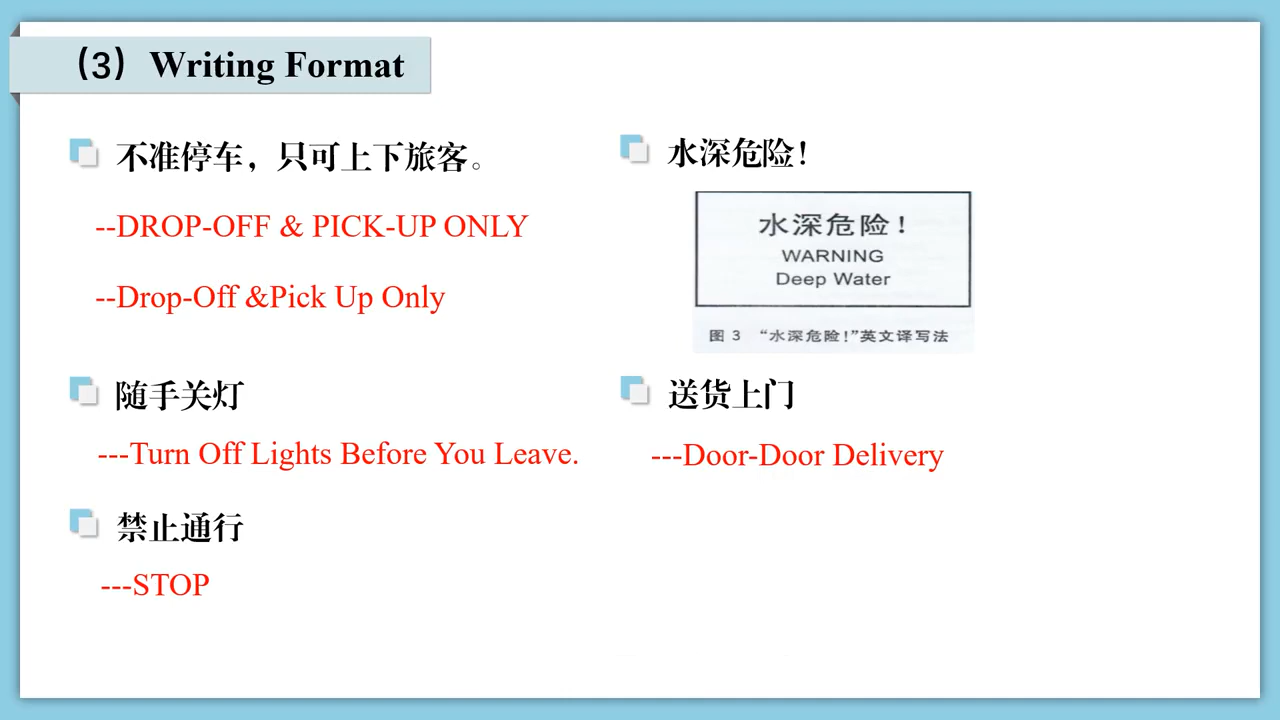 （3）Writing Format
不准停车，只可上下旅客。
--DROP-OFF & PICK-UP ONLY
--Drop-Off &Pick Up Only
随手关灯
---Turn Off Lights Before You Leave.
禁止通行
---STOP
水深危险！
水深危险！
WARNING
Deep Water
图 3 “水深危险！”英文译写法
送货上门
---Door-Door Delivery